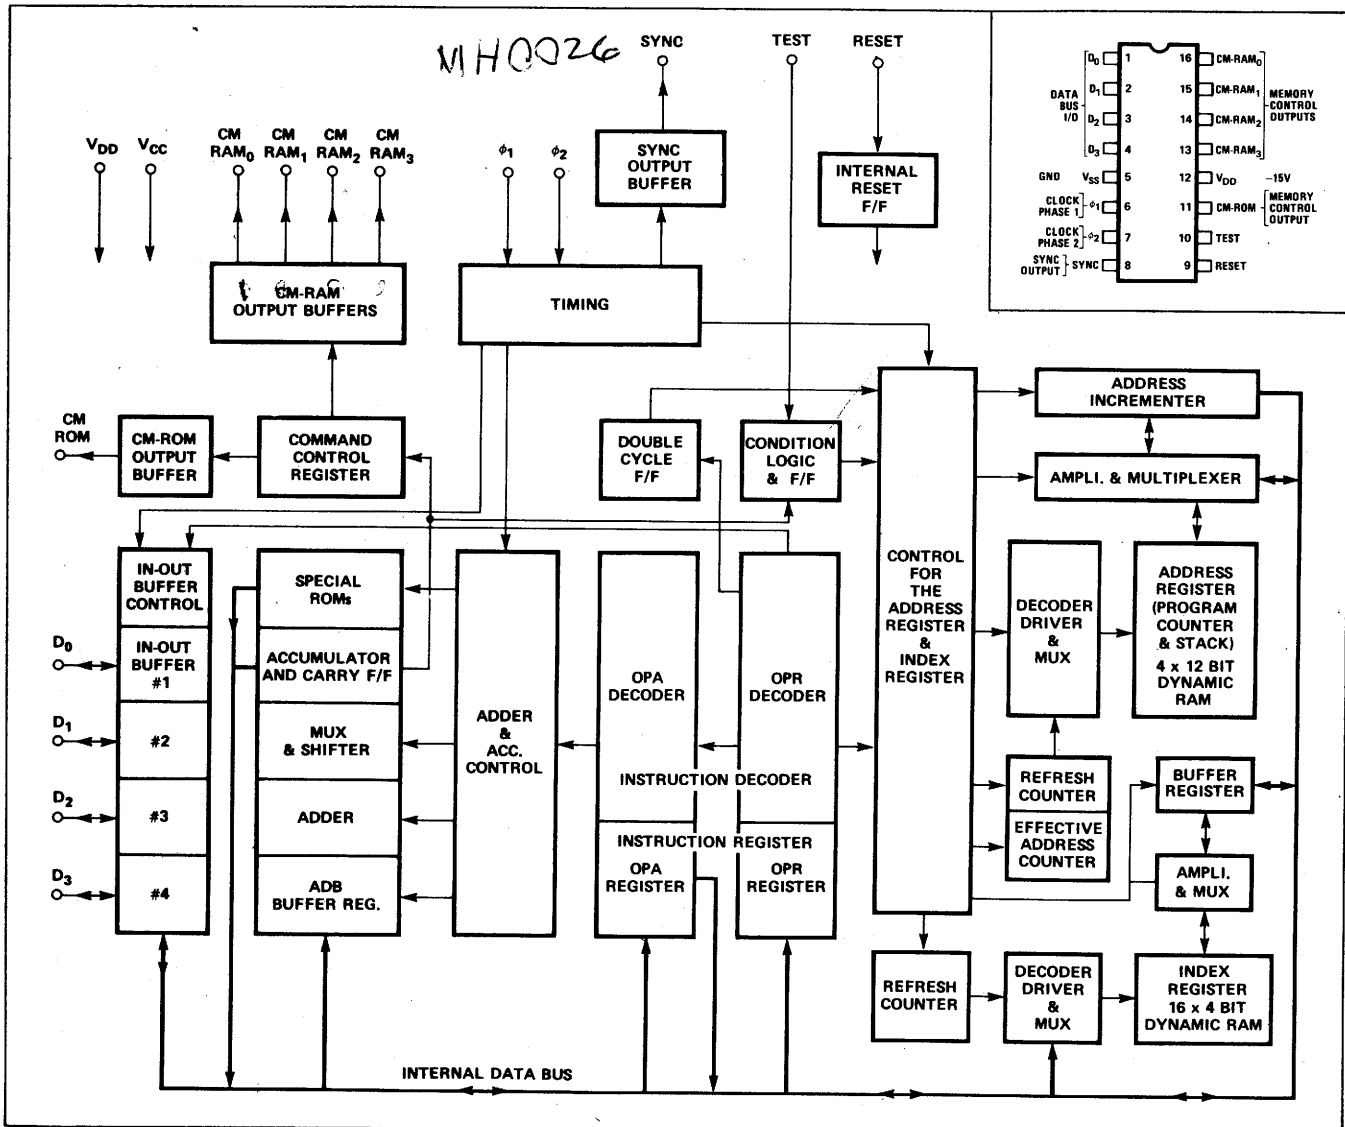 MH0026
SYNC
TEST
RESET
V_DD
V_CC
CM RAM₀
CM RAM₁
CM RAM₂
CM RAM₃
φ₁
φ₂
SYNC
OUTPUT
BUFFER
INTERNAL
RESET
F/F
CM-RAM
OUTPUT BUFFERS
TIMING
DATA
BUS
I/O
D₀ 1 16 CM-RAM₀
D₁ 2 15 CM-RAM₁
D₂ 3 14 CM-RAM₂
D₃ 4 13 CM-RAM₃
MEMORY
CONTROL
OUTPUTS
GND V_SS 5 12 V_DD -15V
CLOCK
PHASE 1 φ₁ 6 11 CM-ROM
MEMORY
CONTROL
OUTPUT
CLOCK
PHASE 2 φ₂ 7 10 TEST
SYNC
OUTPUT SYNC 8 9 RESET
CM
ROM
CM-ROM
OUTPUT
BUFFER
COMMAND
CONTROL
REGISTER
DOUBLE
CYCLE
F/F
CONDITION
LOGIC
& F/F
CONTROL
FOR
THE
ADDRESS
REGISTER
&
INDEX
REGISTER
ADDRESS
INCREMENTER
AMPLI. & MULTIPLEXER
IN-OUT
BUFFER
CONTROL
D₀
IN-OUT
BUFFER
#1
D₁
#2
D₂
#3
D₃
#4
SPECIAL
ROMs
ACCUMULATOR
AND CARRY F/F
MUX
& SHIFTER
ADDER
ADB
BUFFER REG.
ADDER
&
ACC.
CONTROL
OPA
DECODER
OPR
DECODER
INSTRUCTION DECODER
INSTRUCTION REGISTER
OPA
REGISTER
OPR
REGISTER
DECODER
DRIVER
&
MUX
ADDRESS
REGISTER
(PROGRAM
COUNTER
& STACK)
4 x 12 BIT
DYNAMIC
RAM
REFRESH
COUNTER
EFFECTIVE
ADDRESS
COUNTER
BUFFER
REGISTER
AMPLI.
& MUX
REFRESH
COUNTER
DECODER
DRIVER
&
MUX
INDEX
REGISTER
16 x 4 BIT
DYNAMIC RAM
INTERNAL DATA BUS